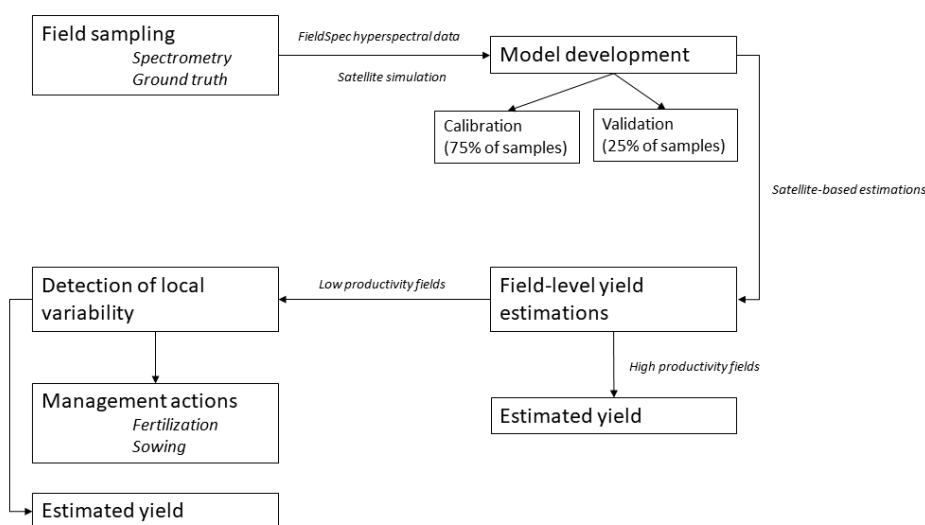 Field sampling
Spectrometry
Ground truth
FieldSpec hyperspectral data
Satellite simulation
Model development
Calibration
(75% of samples)
Validation
(25% of samples)
Satellite-based estimations
Detection of local
variability
Low productivity fields
Field-level yield
estimations
High productivity fields
Management actions
Fertilization
Sowing
Estimated yield
Estimated yield